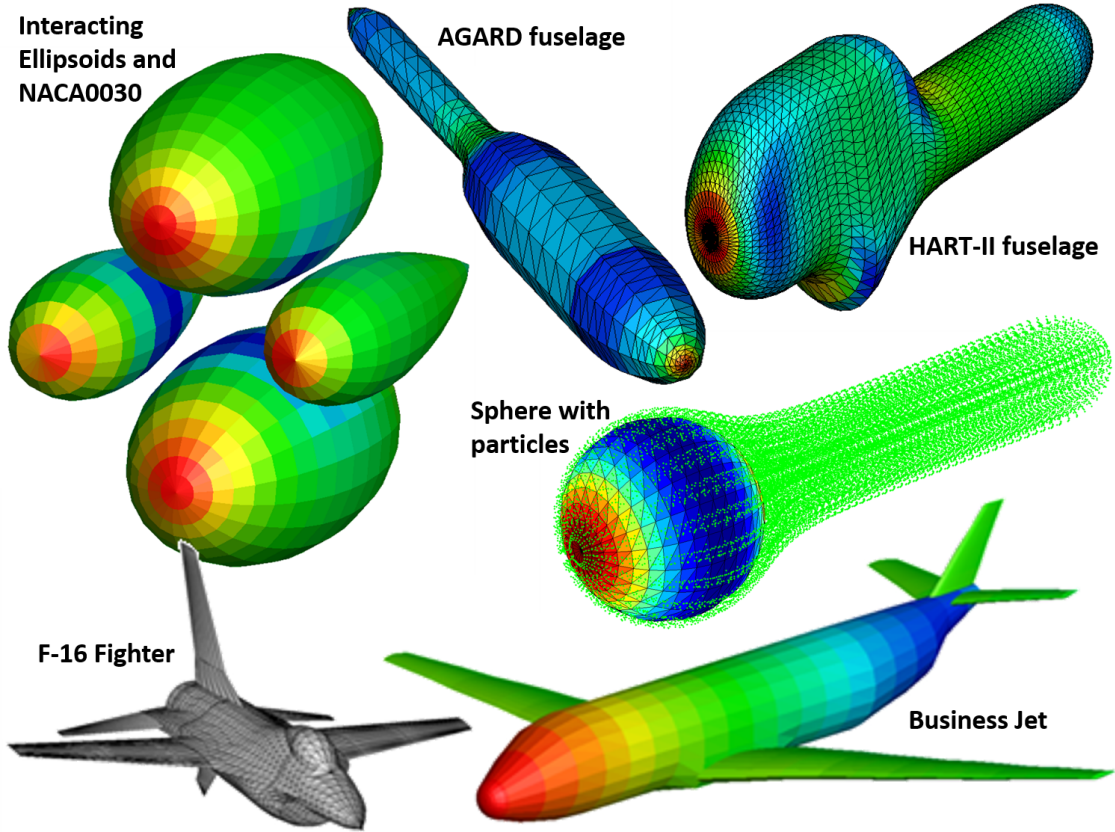 Interacting
Ellipsoids and
NACA0030
AGARD fuselage
HART-II fuselage
Sphere with
particles
F-16 Fighter
Business Jet